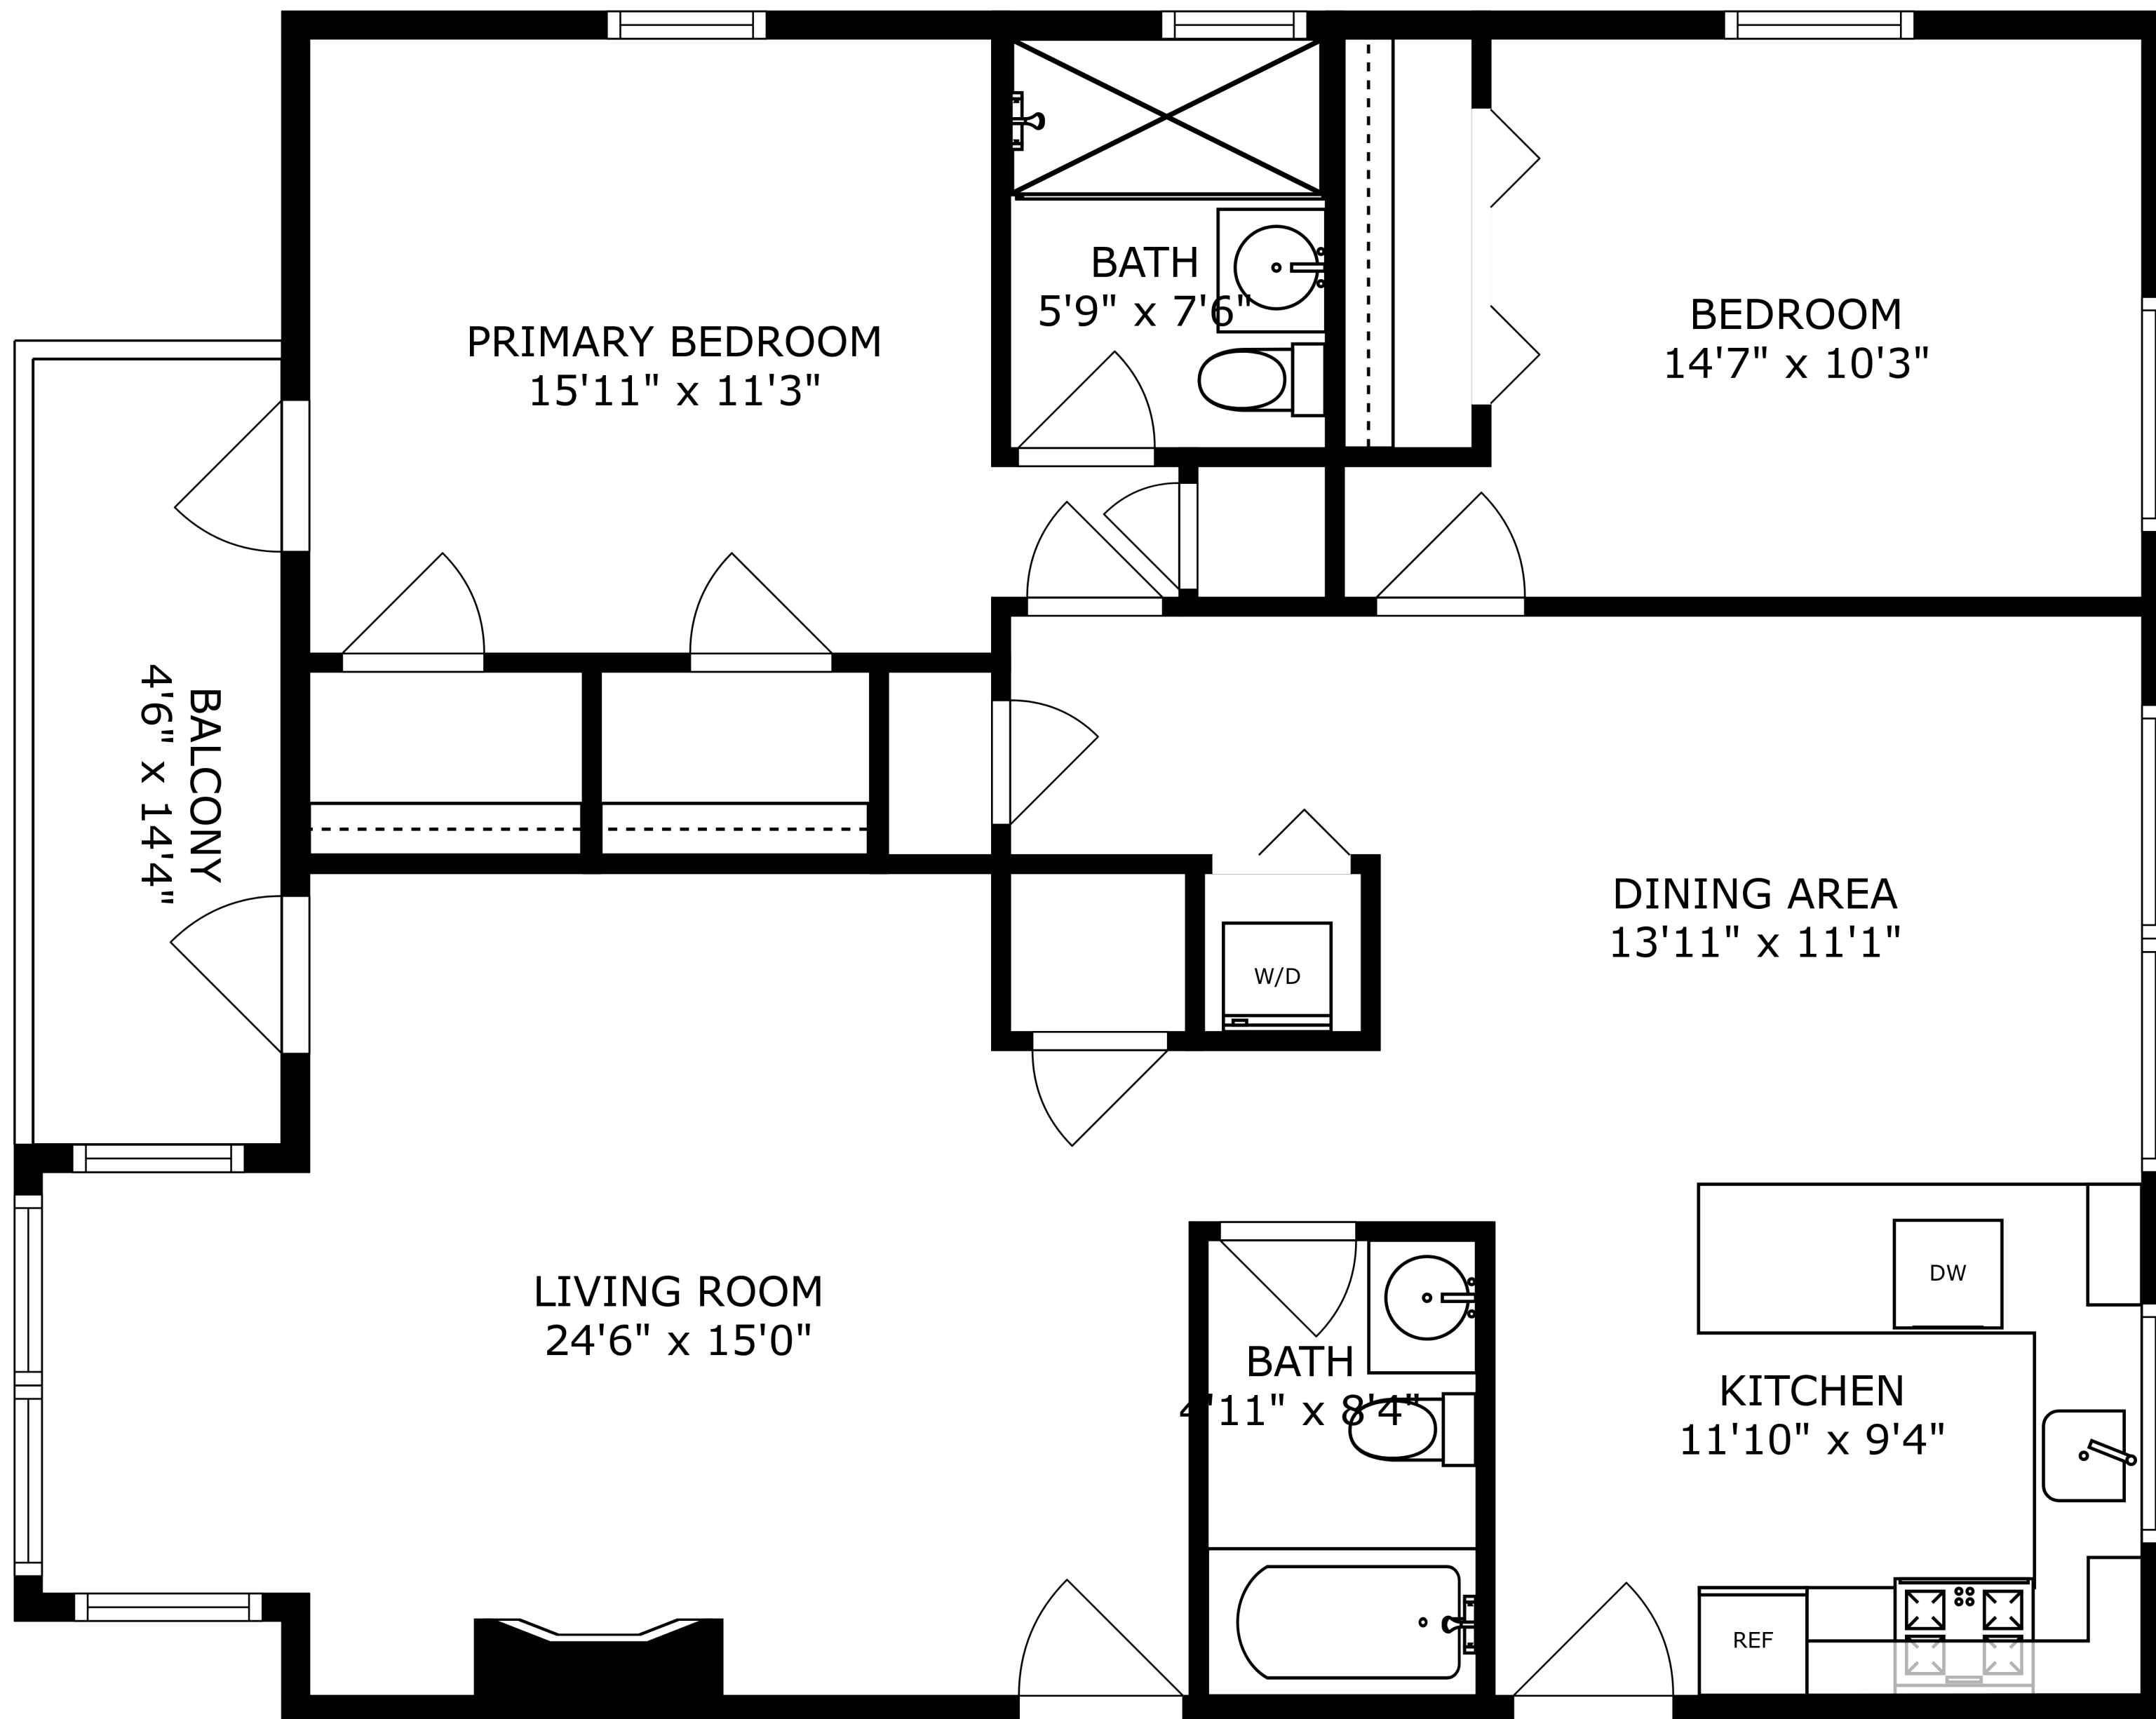 BATH
5'9" x 7'6"
BEDROOM
14'7" x 10'3"
PRIMARY BEDROOM
15'11" x 11'3"
BALCONY
4'6" x 14'4"
DINING AREA
13'11" x 11'1"
W/D
LIVING ROOM
24'6" x 15'0"
DW
BATH
4'11" x 8'4"
KITCHEN
11'10" x 9'4"
REF